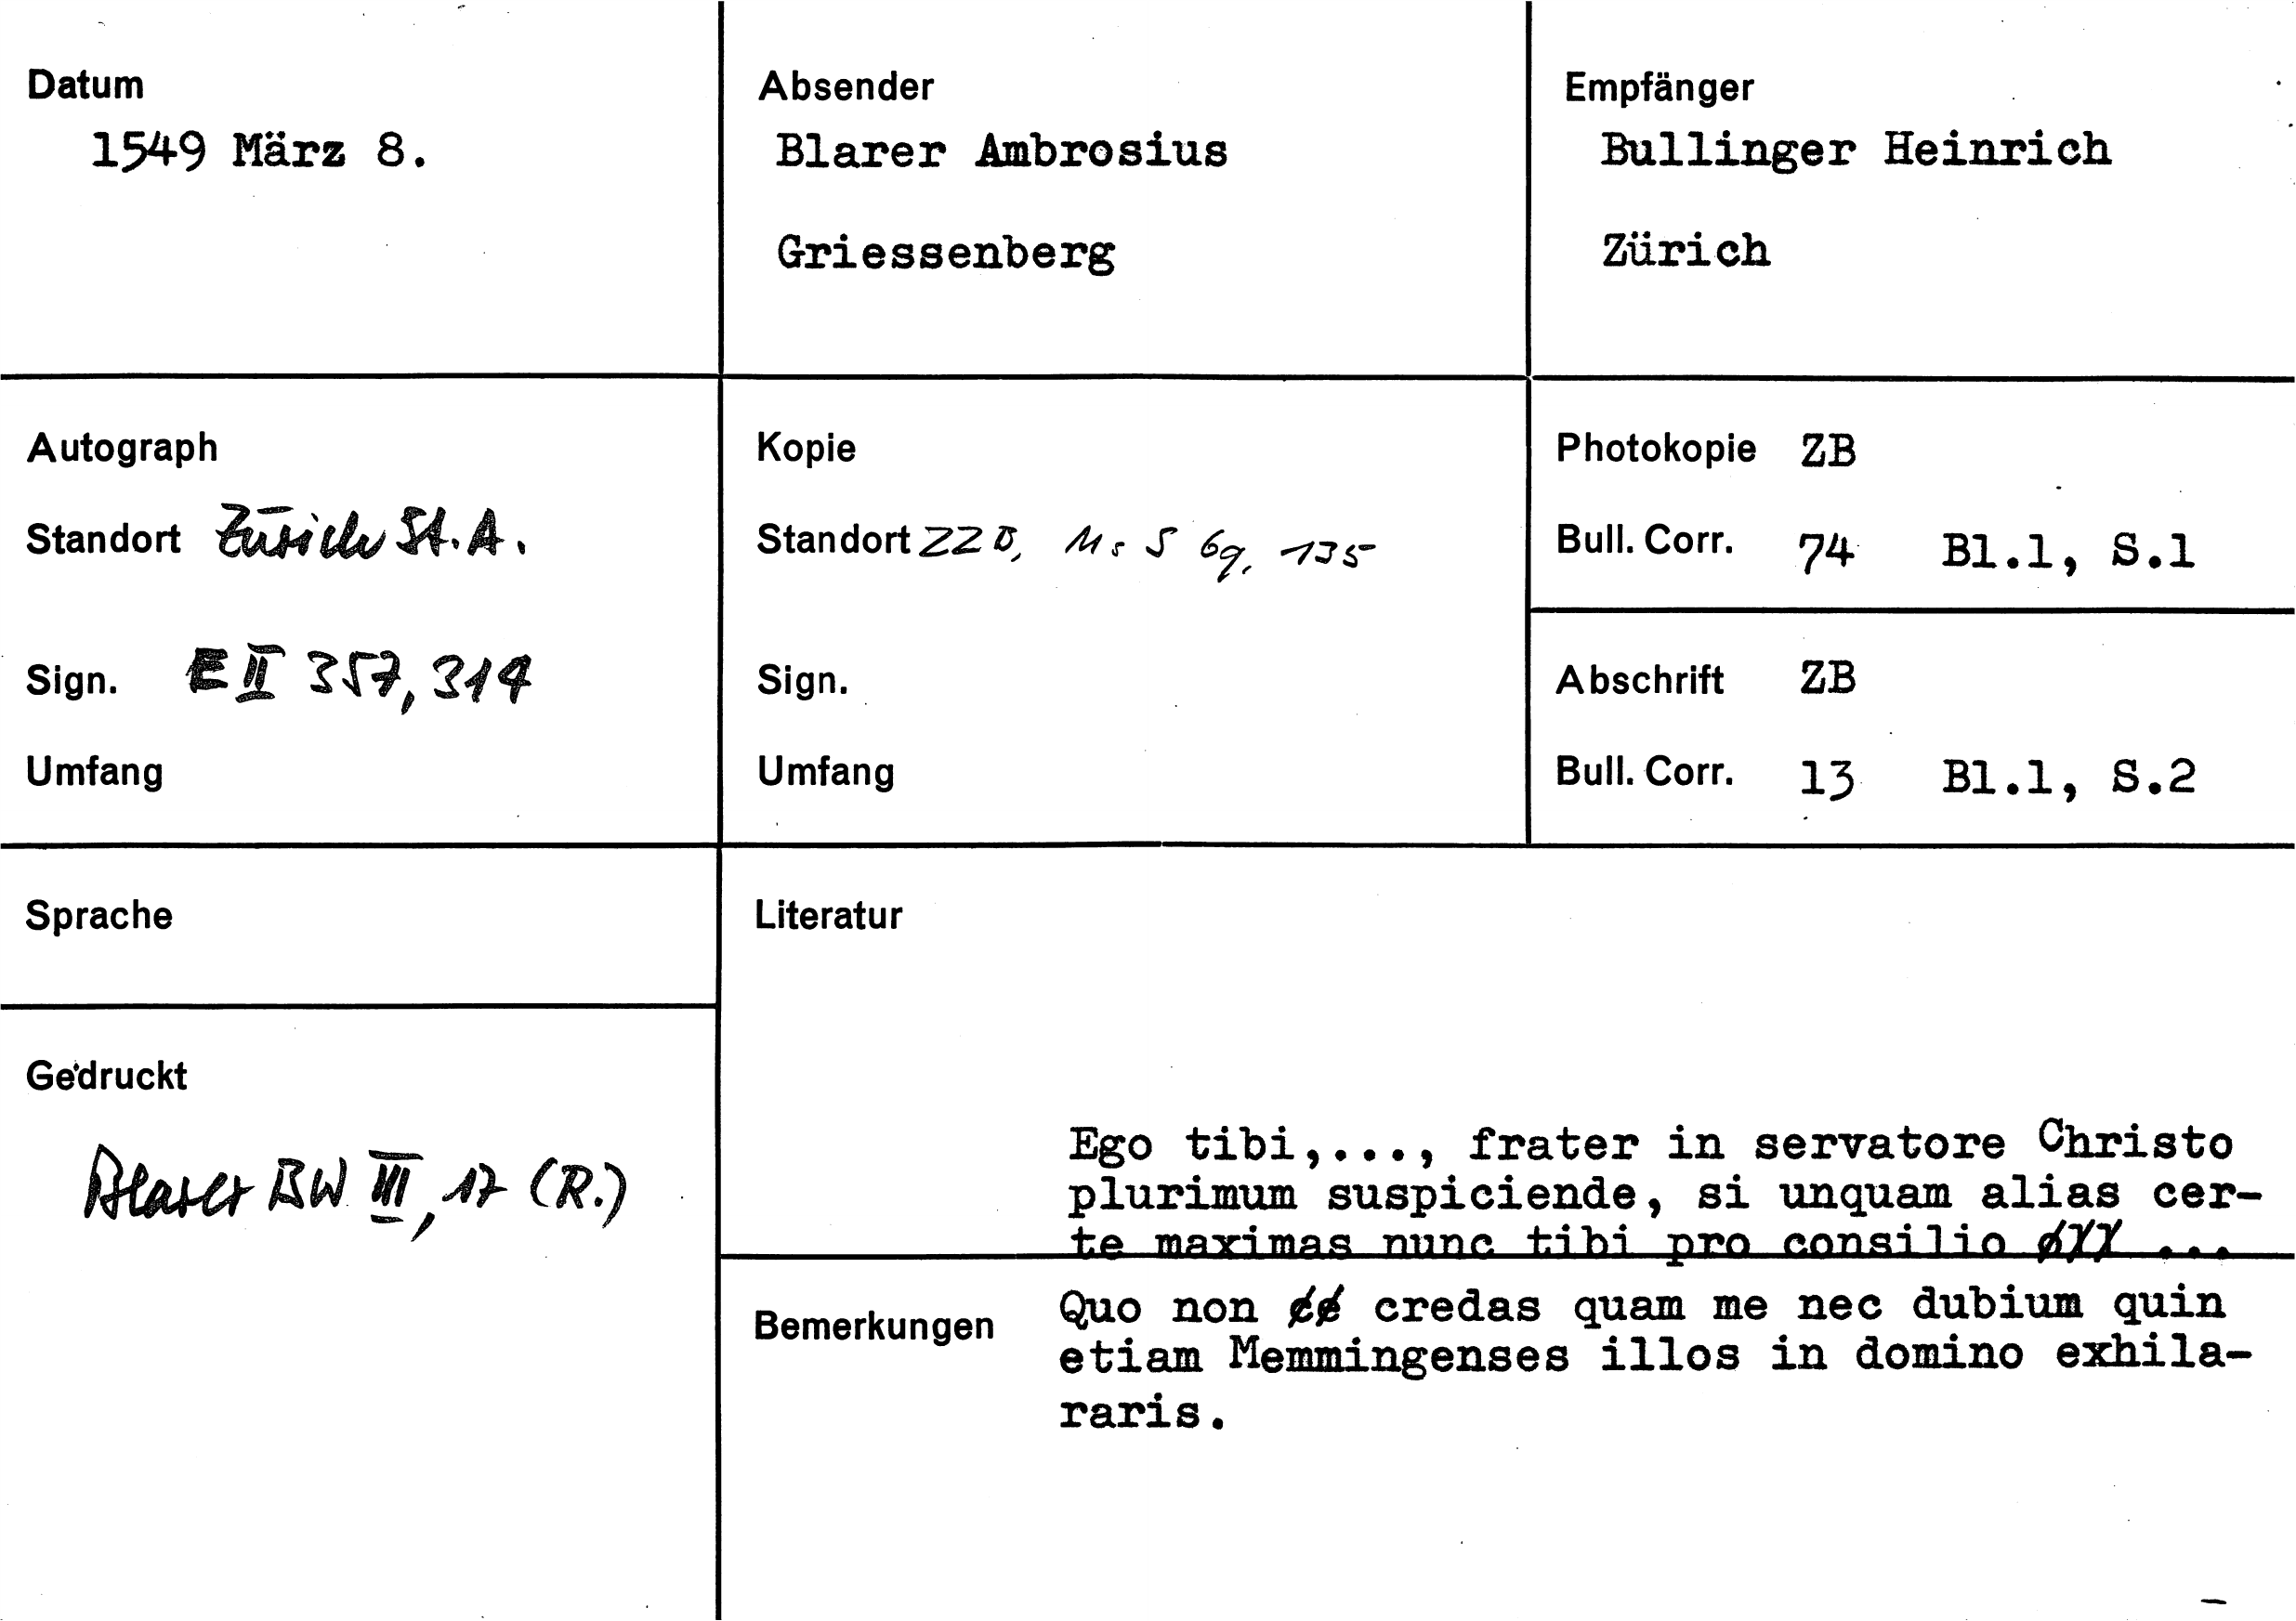 Datum
1549 März 8.
Absender
Blarer Ambrosius
Griessenberg
Empfänger
Bullinger Heinrich
Zürich
Autograph
Standort Zürich St. A.
Sign. E II 357, 314
Umfang
Kopie
Standort ZZB, Ms S 69, 135
Sign.
Umfang
Photokopie ZB
Bull. Corr. 74 Bl.1, S.1
Abschrift ZB
Bull. Corr. 13 Bl.1, S.2
Sprache
Gedruckt
Blarer BW III, 17 (R.)
Literatur
Ego tibi,..., frater in servatore Christo
plurimum suspiciende, si unquam alias cer-
te maximas nunc tibi pro consilio ...
Bemerkungen
Quo non credas quam me nec dubium quin
etiam Memmingenses illos in domino exhila-
raris.